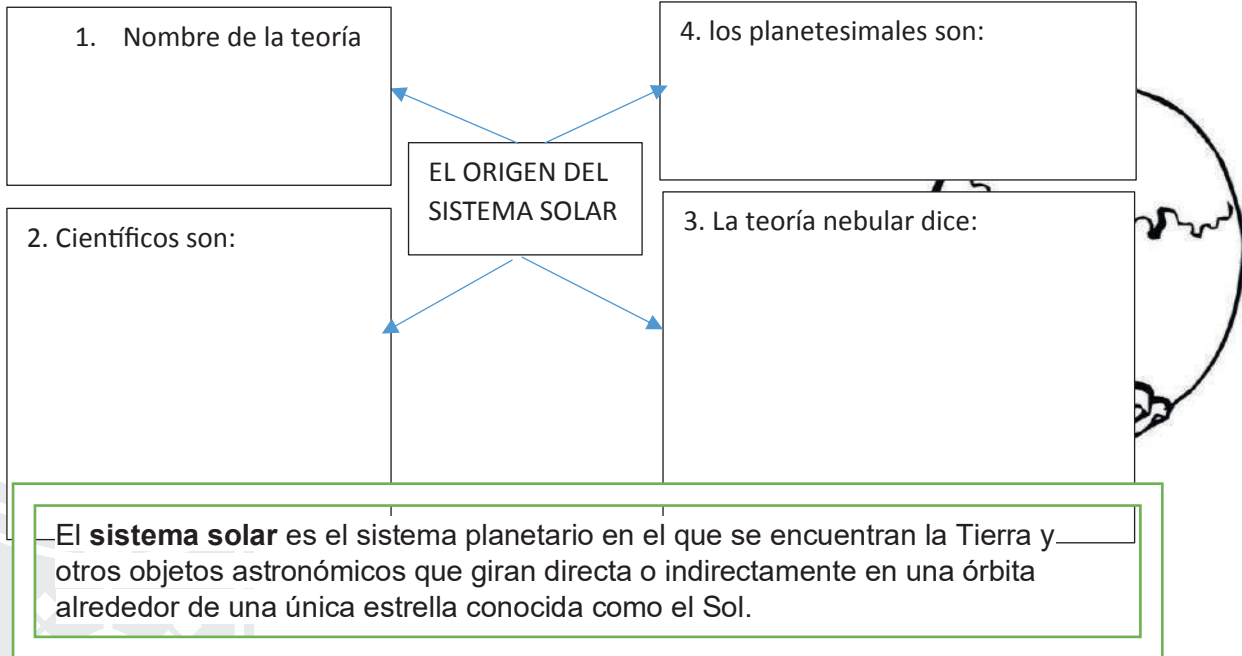 1. Nombre de la teoría
4. los planetesimales son:
EL ORIGEN DEL
SISTEMA SOLAR
2. Científicos son:
3. La teoría nebular dice:
El sistema solar es el sistema planetario en el que se encuentran la Tierra y
otros objetos astronómicos que giran directa o indirectamente en una órbita
alrededor de una única estrella conocida como el Sol.